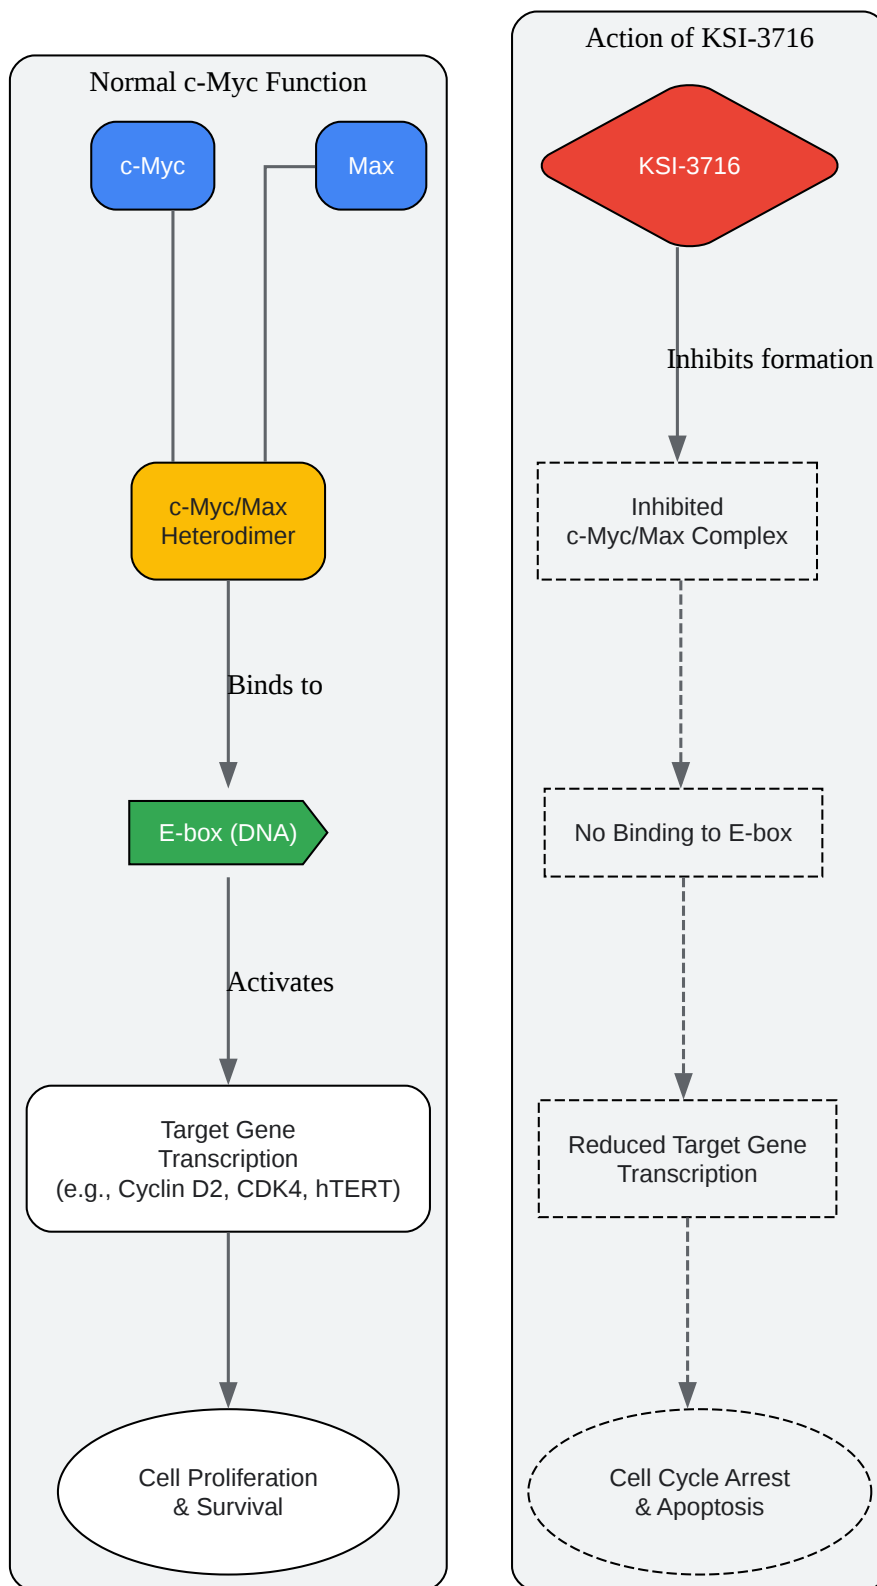 Normal c-Myc Function
c-Myc
Max
c-Myc/Max
Heterodimer
Binds to
E-box (DNA)
Activates
Target Gene
Transcription
(e.g., Cyclin D2, CDK4, hTERT)
Cell Proliferation
& Survival
Action of KSI-3716
KSI-3716
Inhibits formation
Inhibited
c-Myc/Max Complex
No Binding to E-box
Reduced Target Gene
Transcription
Cell Cycle Arrest
& Apoptosis